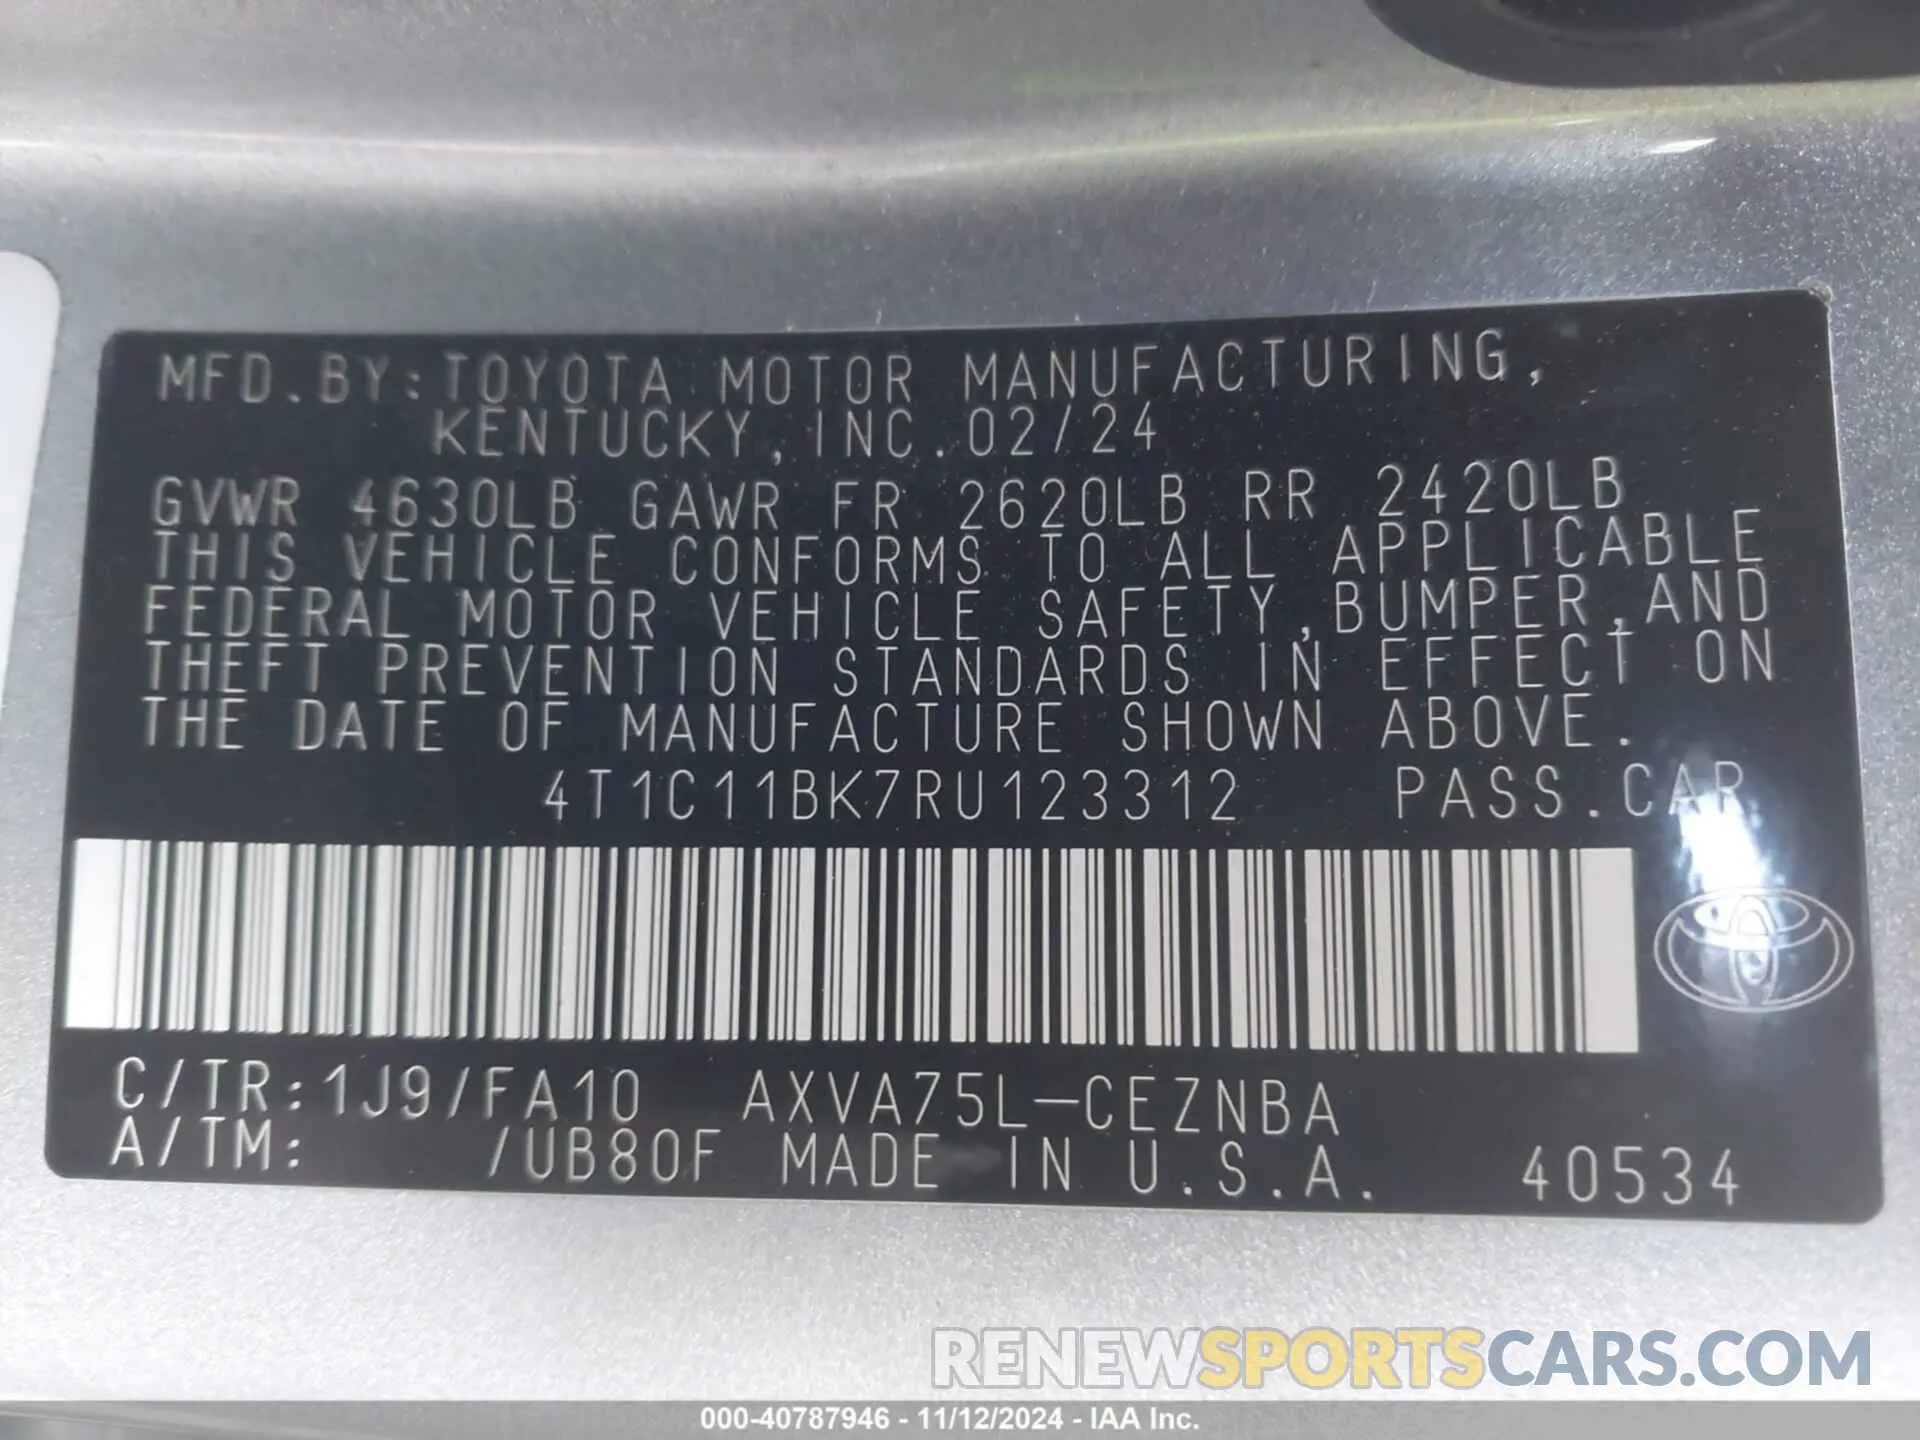 MFD.BY:TOYOTA MOTOR MANUFACTURING,
KENTUCKY,INC.02/24
GVWR 4630LB GAWR FR 2620LB RR 2420LB
THIS VEHICLE CONFORMS TO ALL APPLICABLE
FEDERAL MOTOR VEHICLE SAFETY,BUMPER,AND
THEFT PREVENTION STANDARDS IN EFFECT ON
THE DATE OF MANUFACTURE SHOWN ABOVE.
4T1C11BK7RU123312 PASS.CAR
C/TR:1J9/FA10 AXVA75L-CEZNBA
A/TM: /UB80F MADE IN U.S.A. 40534
RENEWSPORTSCARS.COM
000-40787946 - 11/12/2024 - IAA Inc.